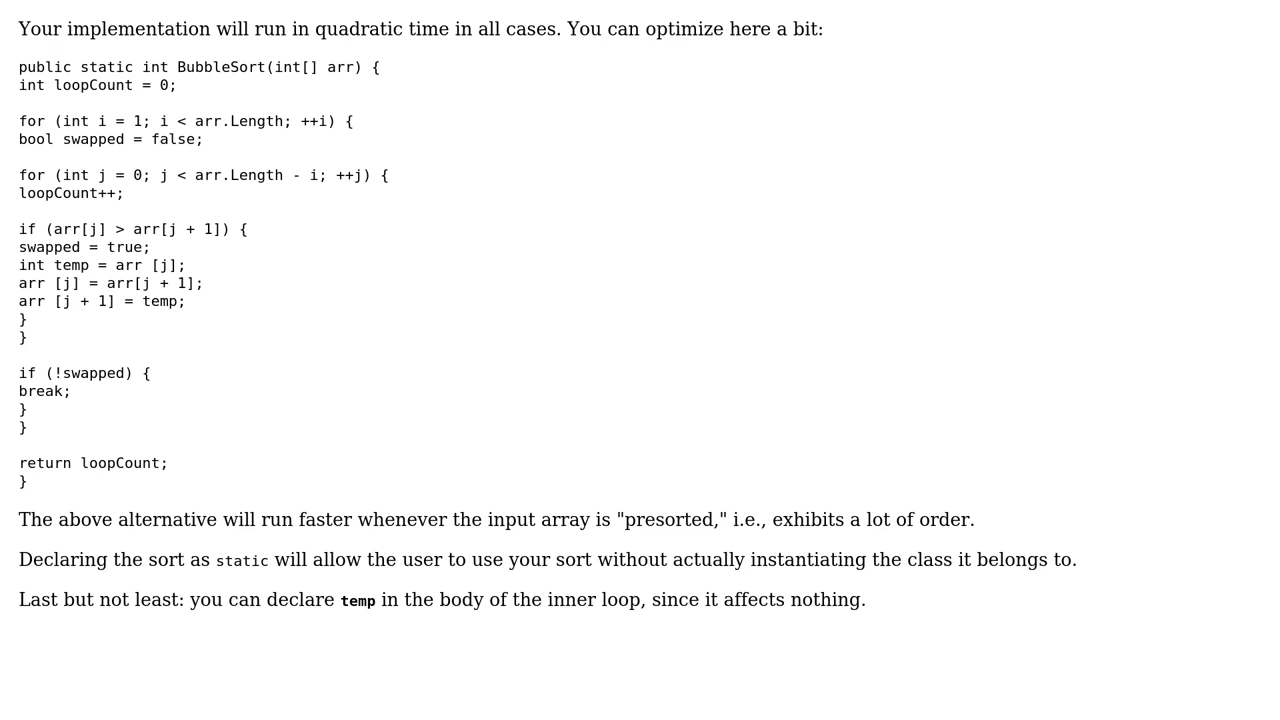 Your implementation will run in quadratic time in all cases. You can optimize here a bit:
public static int BubbleSort(int[] arr) {
int loopCount = 0;
for (int i = 1; i < arr.Length; ++i) {
bool swapped = false;
for (int j = 0; j < arr.Length - i; ++j) {
loopCount++;
if (arr[j] > arr[j + 1]) {
swapped = true;
int temp = arr [j];
arr [j] = arr[j + 1];
arr [j + 1] = temp;
}
}
if (!swapped) {
break;
}
}
return loopCount;
}
The above alternative will run faster whenever the input array is "presorted," i.e., exhibits a lot of order.
Declaring the sort as static will allow the user to use your sort without actually instantiating the class it belongs to.
Last but not least: you can declare temp in the body of the inner loop, since it affects nothing.